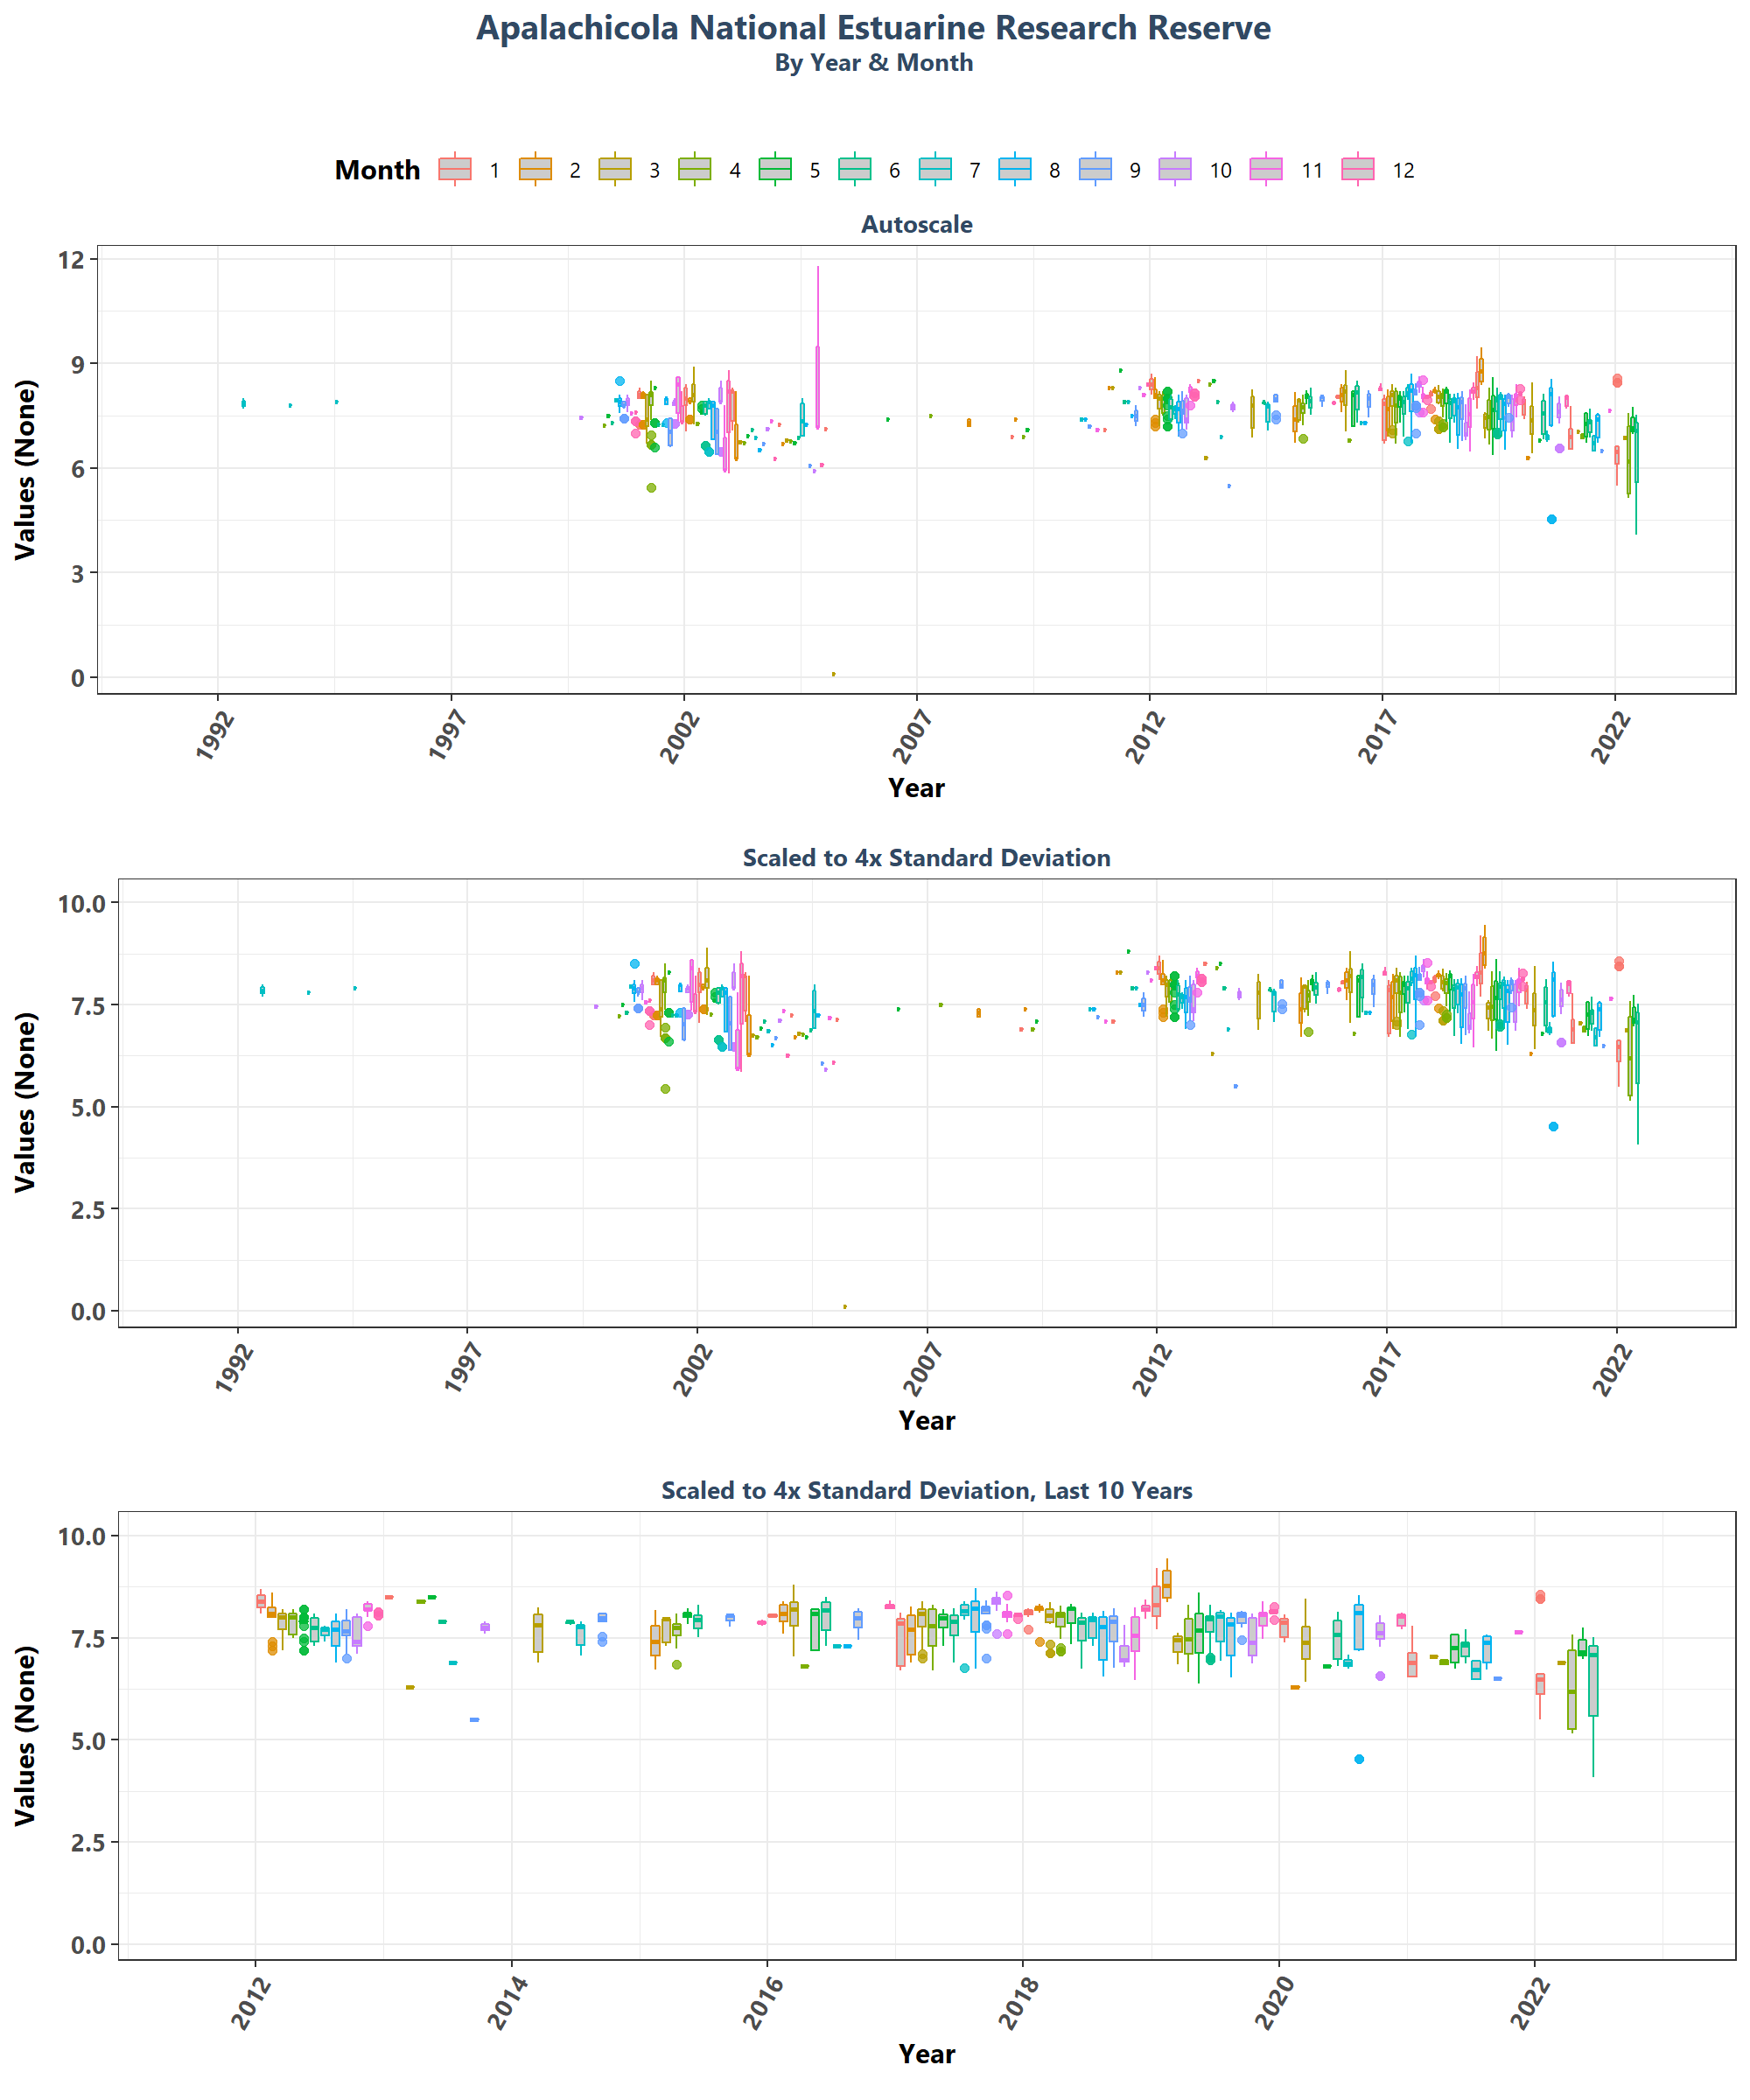 Apalachicola National Estuarine Research Reserve
By Year & Month
Month 1 2 3 4 5 6 7 8 9 10 11 12
Autoscale
12
9
6
3
0
Values (None)
1992 1997 2002 2007 2012 2017 2022
Year
Scaled to 4x Standard Deviation
10.0
7.5
5.0
2.5
0.0
Values (None)
1992 1997 2002 2007 2012 2017 2022
Year
Scaled to 4x Standard Deviation, Last 10 Years
10.0
7.5
5.0
2.5
0.0
Values (None)
2012 2014 2016 2018 2020 2022
Year